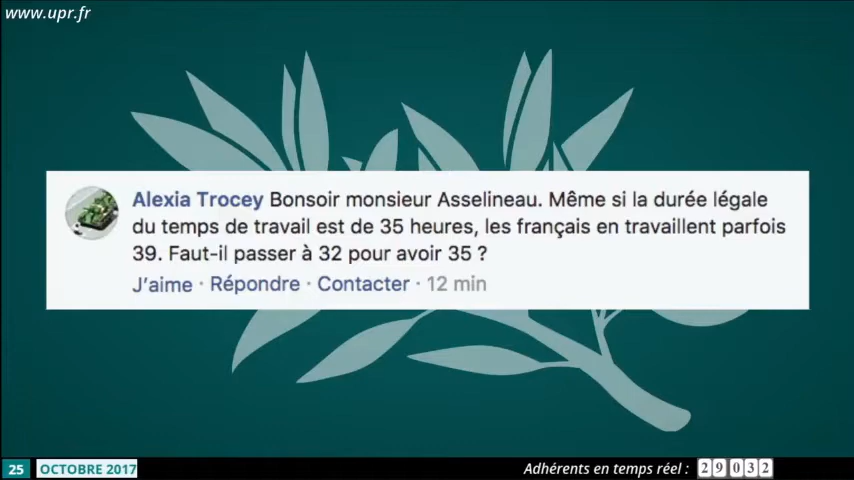 www.upr.fr
Alexia Trocey Bonsoir monsieur Asselineau. Même si la durée légale
du temps de travail est de 35 heures, les français en travaillent parfois
39. Faut-il passer à 32 pour avoir 35 ?
J'aime · Répondre · Contacter · 12 min
25 OCTOBRE 2017 Adhérents en temps réel : 29 032